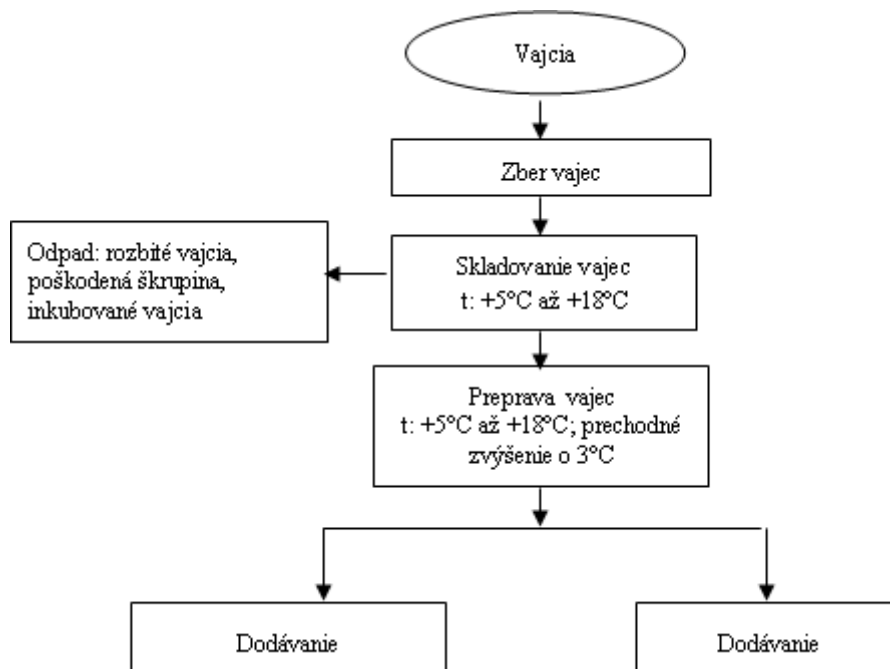 Vajcia
Zber vajec
Odpad: rozbité vajcia,
poškodená škrupina,
inkubované vajcia
Skladovanie vajec
t: +5°C až +18°C
Preprava vajec
t: +5°C až +18°C; prechodné
zvýšenie o 3°C
Dodávanie
Dodávanie